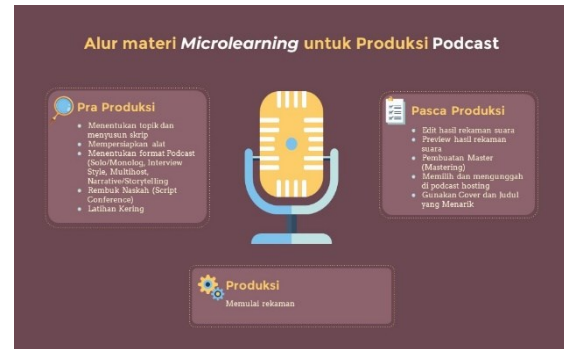 Alur materi Microlearning untuk Produksi Podcast
Pra Produksi
Menentukan topik dan
menyusun skrip
Mempersiapkan alat
Menentukan format Podcast
(Solo/Monolog, Interview
Style, Multihost,
Narrative/Storytelling
Rembuk Naskah (Script
Conference)
Latihan Kering
Pasca Produksi
Edit hasil rekaman suara
Preview hasil rekaman
suara
Pembuatan Master
(Mastering)
Memilih dan mengunggah
di podcast hosting
Gunakan Cover dan Judul
yang Menarik
Produksi
Memulai rekaman